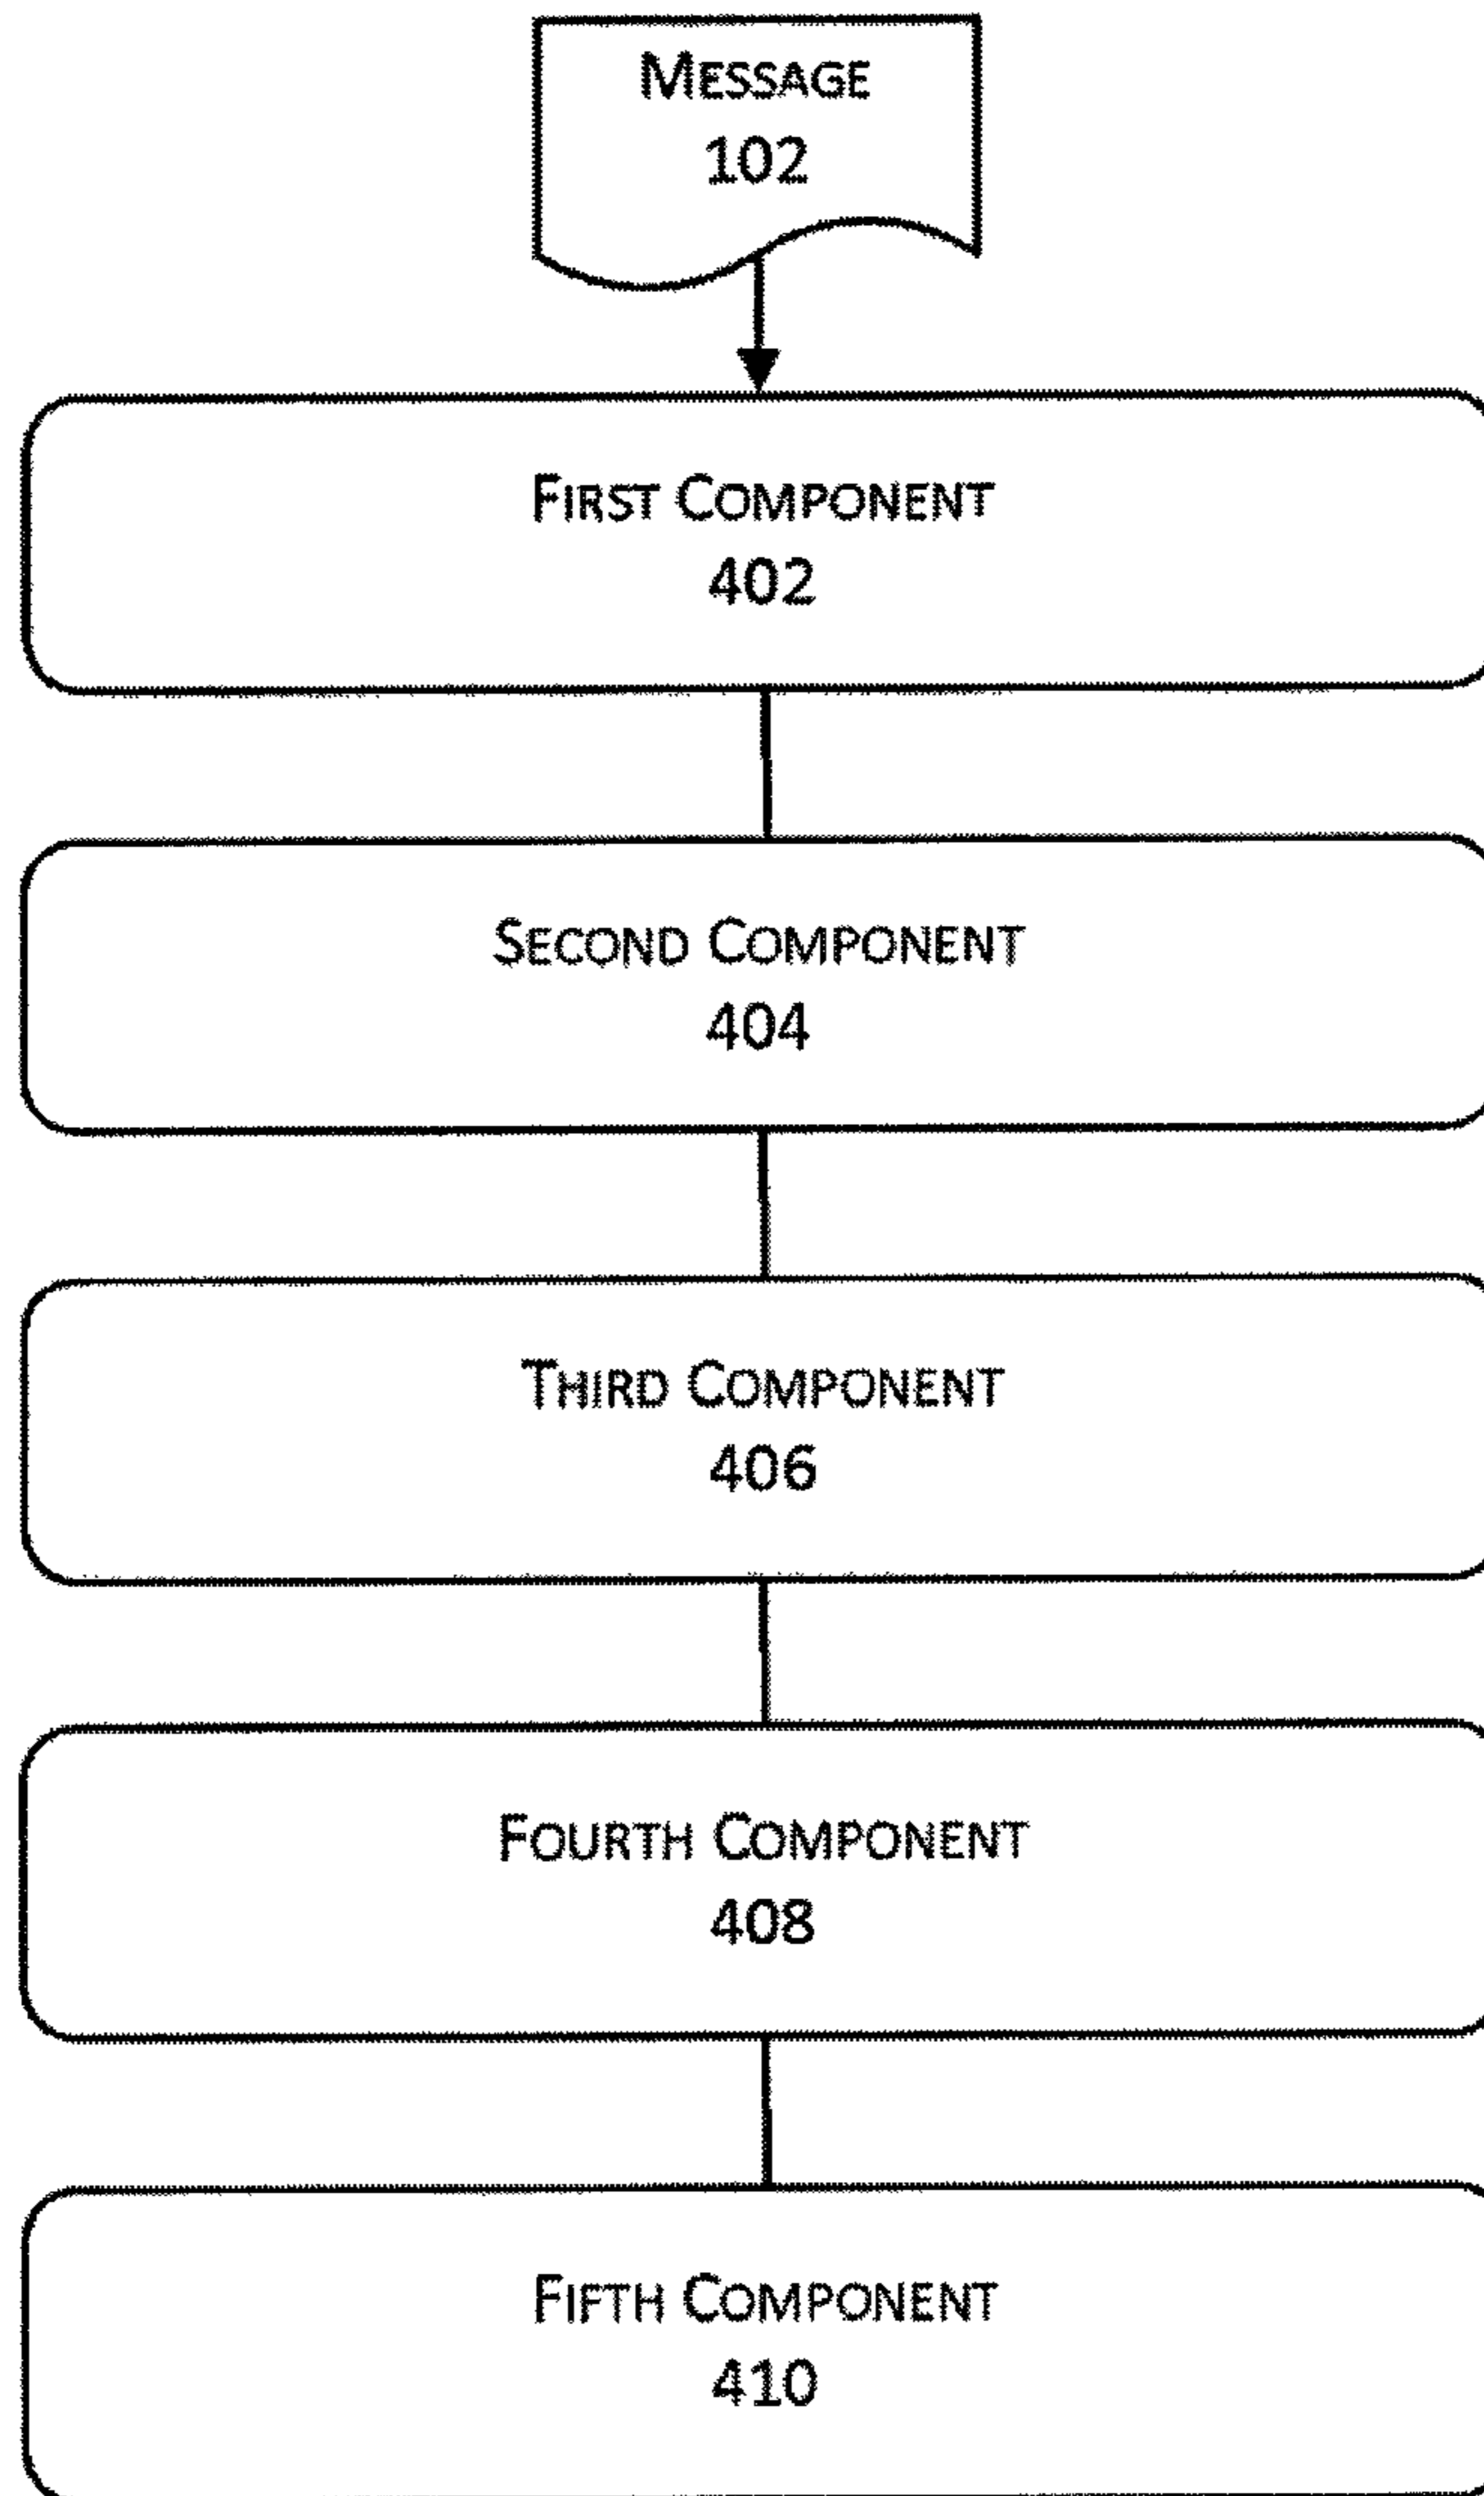 MESSAGE
102
FIRST COMPONENT
402
SECOND COMPONENT
404
THIRD COMPONENT
406
FOURTH COMPONENT
408
FIFTH COMPONENT
410